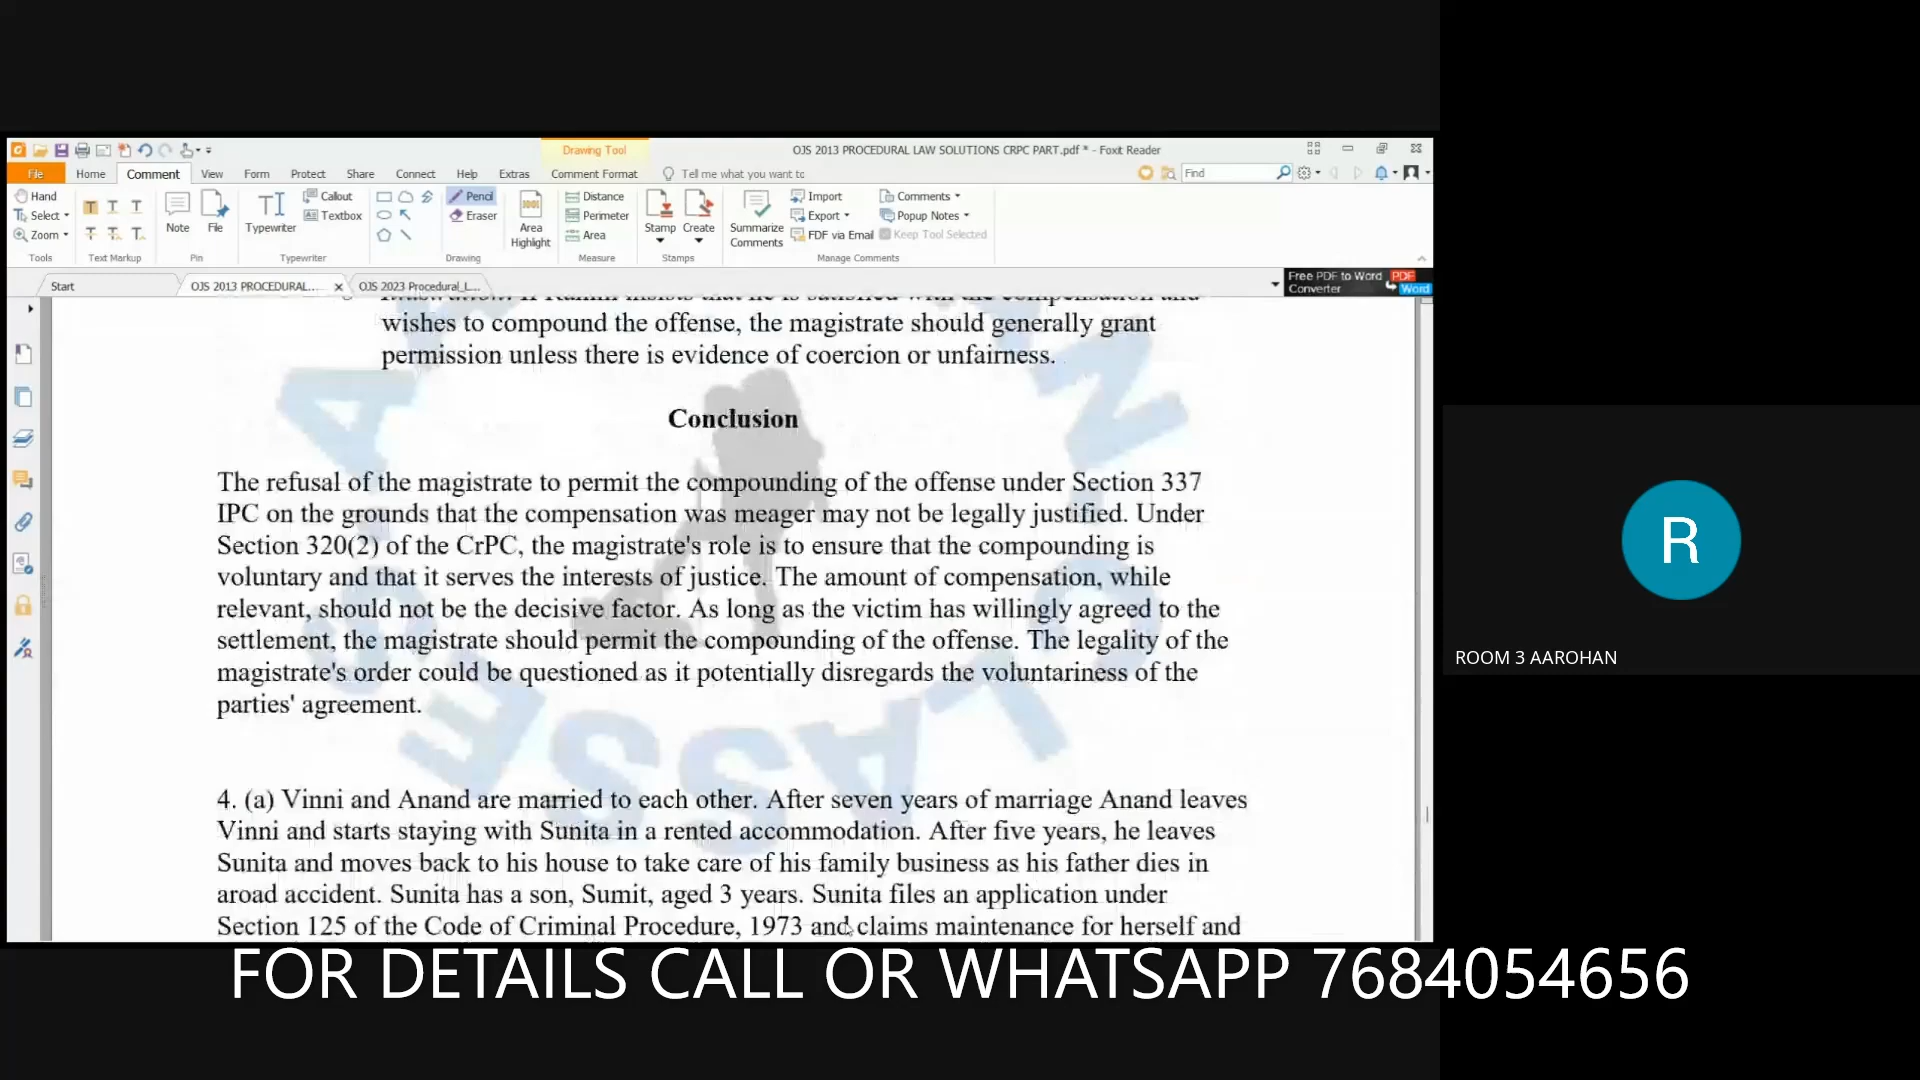 Drawing Tool
OJS 2013 PROCEDURAL LAW SOLUTIONS CRPC PART.pdf * - Foxit Reader
File Home Comment View Form Protect Share Connect Help Extras Comment Format Tell me what you want to Find
Hand
Select
Zoom
Tools
Text Markup
Note
File
Pin
Typewriter
Callout
Textbox
Typewriter
Pencil
Eraser
Drawing
Area
Highlight
Distance
Perimeter
Area
Measure
Stamp
Create
Stamps
Summarize
Comments
Import
Export
FDF via Email
Comments
Popup Notes
Keep Tool Selected
Manage Comments
Start OJS 2013 PROCEDURAL... OJS 2023 Procedural_L...
Free PDF to Word PDF
Converter Word
wishes to compound the offense, the magistrate should generally grant
permission unless there is evidence of coercion or unfairness.
Conclusion
The refusal of the magistrate to permit the compounding of the offense under Section 337
IPC on the grounds that the compensation was meager may not be legally justified. Under
Section 320(2) of the CrPC, the magistrate's role is to ensure that the compounding is
voluntary and that it serves the interests of justice. The amount of compensation, while
relevant, should not be the decisive factor. As long as the victim has willingly agreed to the
settlement, the magistrate should permit the compounding of the offense. The legality of the
magistrate's order could be questioned as it potentially disregards the voluntariness of the
parties' agreement.
4. (a) Vinni and Anand are married to each other. After seven years of marriage Anand leaves
Vinni and starts staying with Sunita in a rented accommodation. After five years, he leaves
Sunita and moves back to his house to take care of his family business as his father dies in
aroad accident. Sunita has a son, Sumit, aged 3 years. Sunita files an application under
Section 125 of the Code of Criminal Procedure, 1973 and claims maintenance for herself and
R
ROOM 3 AAROHAN
FOR DETAILS CALL OR WHATSAPP 7684054656